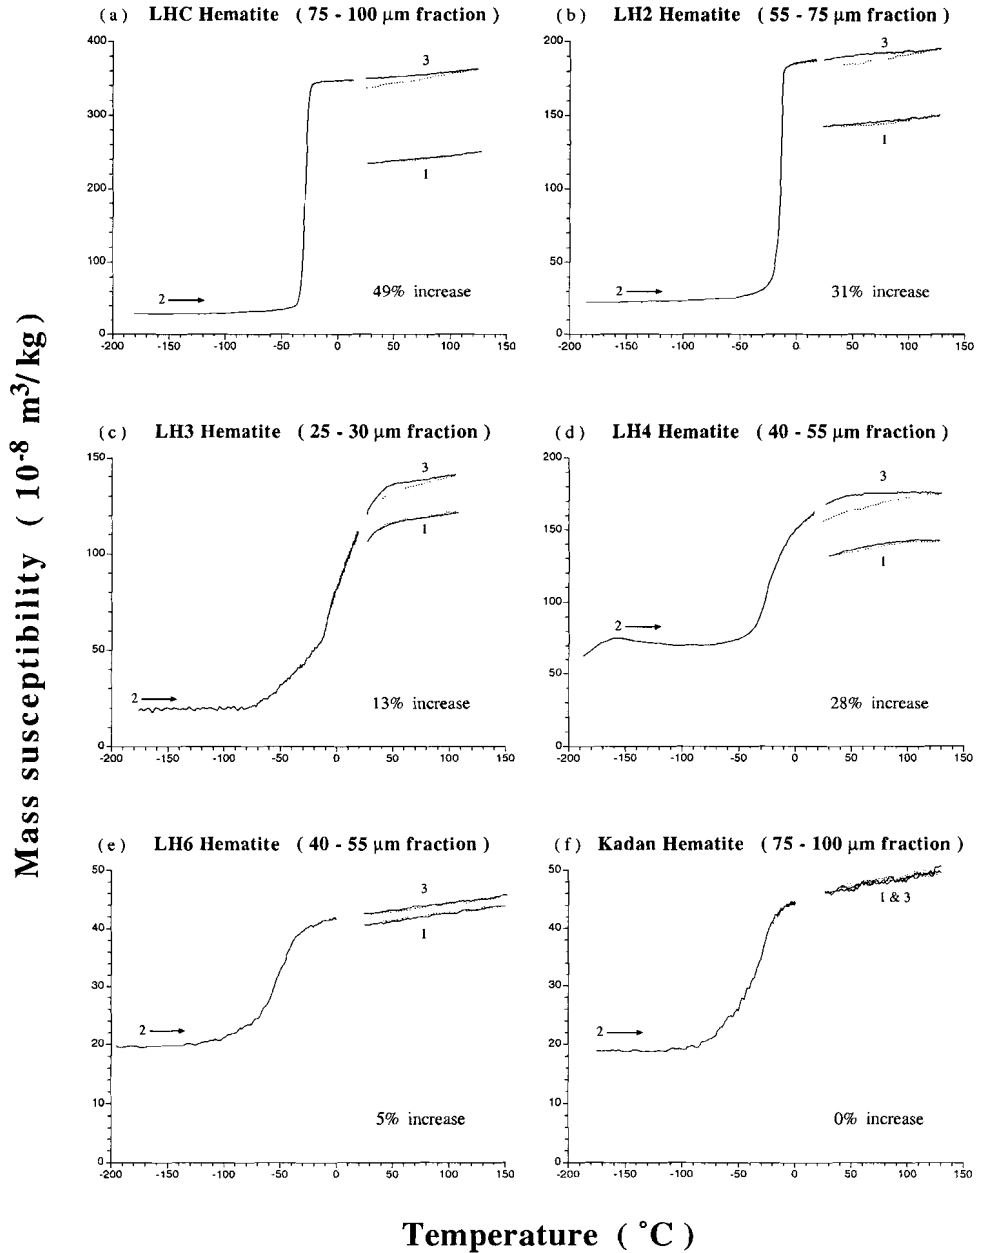 (a) LHC Hematite (75 - 100 μm fraction)
400
300
200
100
0
-200 -150 -100 -50 0 50 100 150
3
1
2
49% increase
(b) LH2 Hematite (55 - 75 μm fraction)
200
150
100
50
0
-200 -150 -100 -50 0 50 100 150
3
1
2
31% increase
(c) LH3 Hematite (25 - 30 μm fraction)
150
100
50
0
-200 -150 -100 -50 0 50 100 150
3
1
2
13% increase
(d) LH4 Hematite (40 - 55 μm fraction)
200
150
100
50
0
-200 -150 -100 -50 0 50 100 150
3
1
2
28% increase
(e) LH6 Hematite (40 - 55 μm fraction)
50
40
30
20
10
0
-200 -150 -100 -50 0 50 100 150
3
1
2
5% increase
(f) Kadan Hematite (75 - 100 μm fraction)
50
40
30
20
10
0
-200 -150 -100 -50 0 50 100 150
1 & 3
2
0% increase
Mass susceptibility (10⁻⁸ m³/kg)
Temperature (°C)